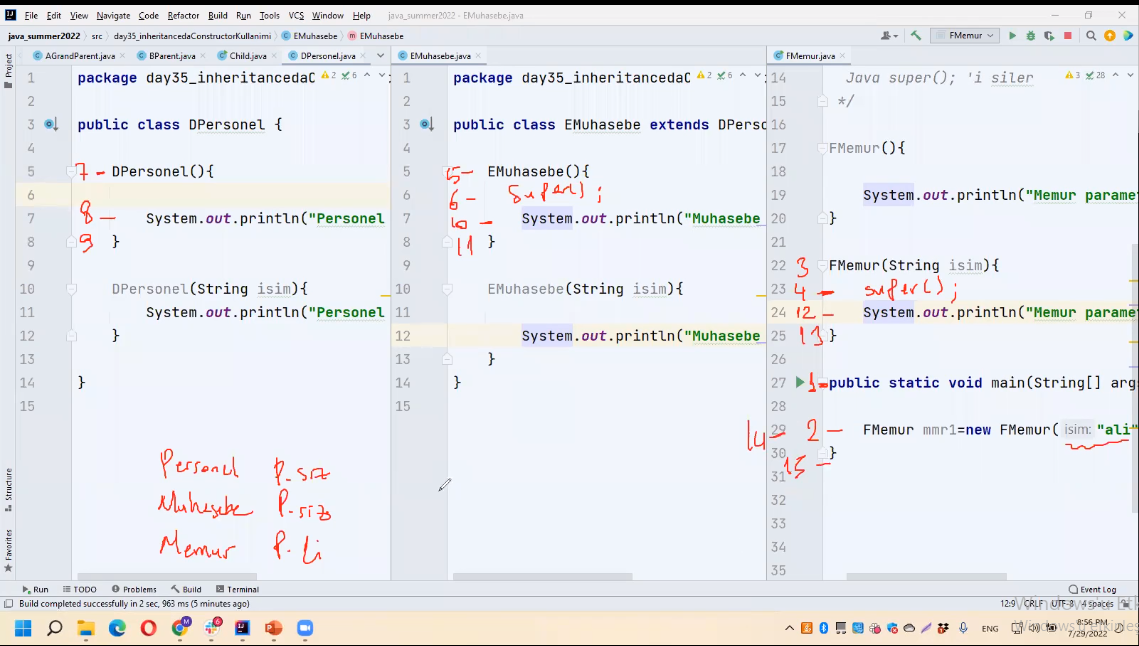 File Edit View Navigate Code Refactor Build Run Tools VCS Window Help java_summer2022 – EMuhasebe.java
java_summer2022 › src › day35_inheritancedaConstructorKullanimi › EMuhasebe › EMuhasebe FMemur
Project
AGrandParent.java BParent.java Child.java DPersonel.java
1 package day35_inheritancedaC 2 6
2
3 public class DPersonel {
4
7 – 5 DPersonel(){
6
8 – 7 System.out.println("Personel
9 8 }
9
10 DPersonel(String isim){
11 System.out.println("Personel
12 }
13
14 }
15
Personel P. siz
Muhasebe P. siz
Memur P. li
EMuhasebe.java
1 package day35_inheritancedaC 2 6
2
3 public class EMuhasebe extends DPerso
4
5 5 – EMuhasebe(){
6 6 – super();
7 10 – System.out.println("Muhasebe
8 11 }
9
10 EMuhasebe(String isim){
11
12 System.out.println("Muhasebe
13 }
14 }
15
FMemur.java
14 Java super(); 'i siler 3 28
15 */
16
17 FMemur(){
18
19 System.out.println("Memur parame
20 }
21
22 3 FMemur(String isim){
23 4 – super();
24 12 – System.out.println("Memur parame
25 13 }
26
27 1 – public static void main(String[] arg
28
14 – 29 2 – FMemur mmr1=new FMemur( isim: "ali"
30 }
31 15 –
32
33
34
35
Structure
Favorites
Run TODO Problems Build Terminal Event Log
Build completed successfully in 2 sec, 963 ms (5 minutes ago) 12:9 CRLF UTF-8 4 spaces
Windows'u Etk
ENG 8:56 PM
7/29/2022